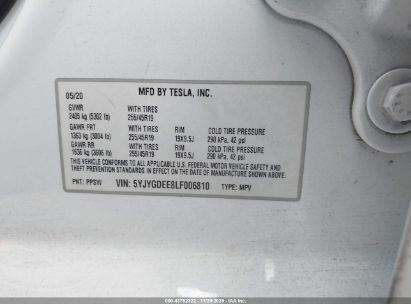 MFD BY TESLA, INC.
05/20
GVWR WITH TIRES
2405 kg (5302 lb) 255/45R19
GAWR FRT WITH TIRES RIM COLD TIRE PRESSURE
1363 kg (3004 lb) 255/45R19 19X9.5J 290 kPa, 42 psi
GAWR RR WITH TIRES RIM COLD TIRE PRESSURE
1636 kg (3606 lb) 255/45R19 19X9.5J 290 kPa, 42 psi
THIS VEHICLE CONFORMS TO ALL APPLICABLE U.S. FEDERAL MOTOR VEHICLE SAFETY AND
THEFT PREVENTION STANDARDS IN EFFECT ON THE DATE OF MANUFACTURE SHOWN ABOVE.
PNT: PPSW VIN: 5YJYGDEE8LF006810 TYPE: MPV